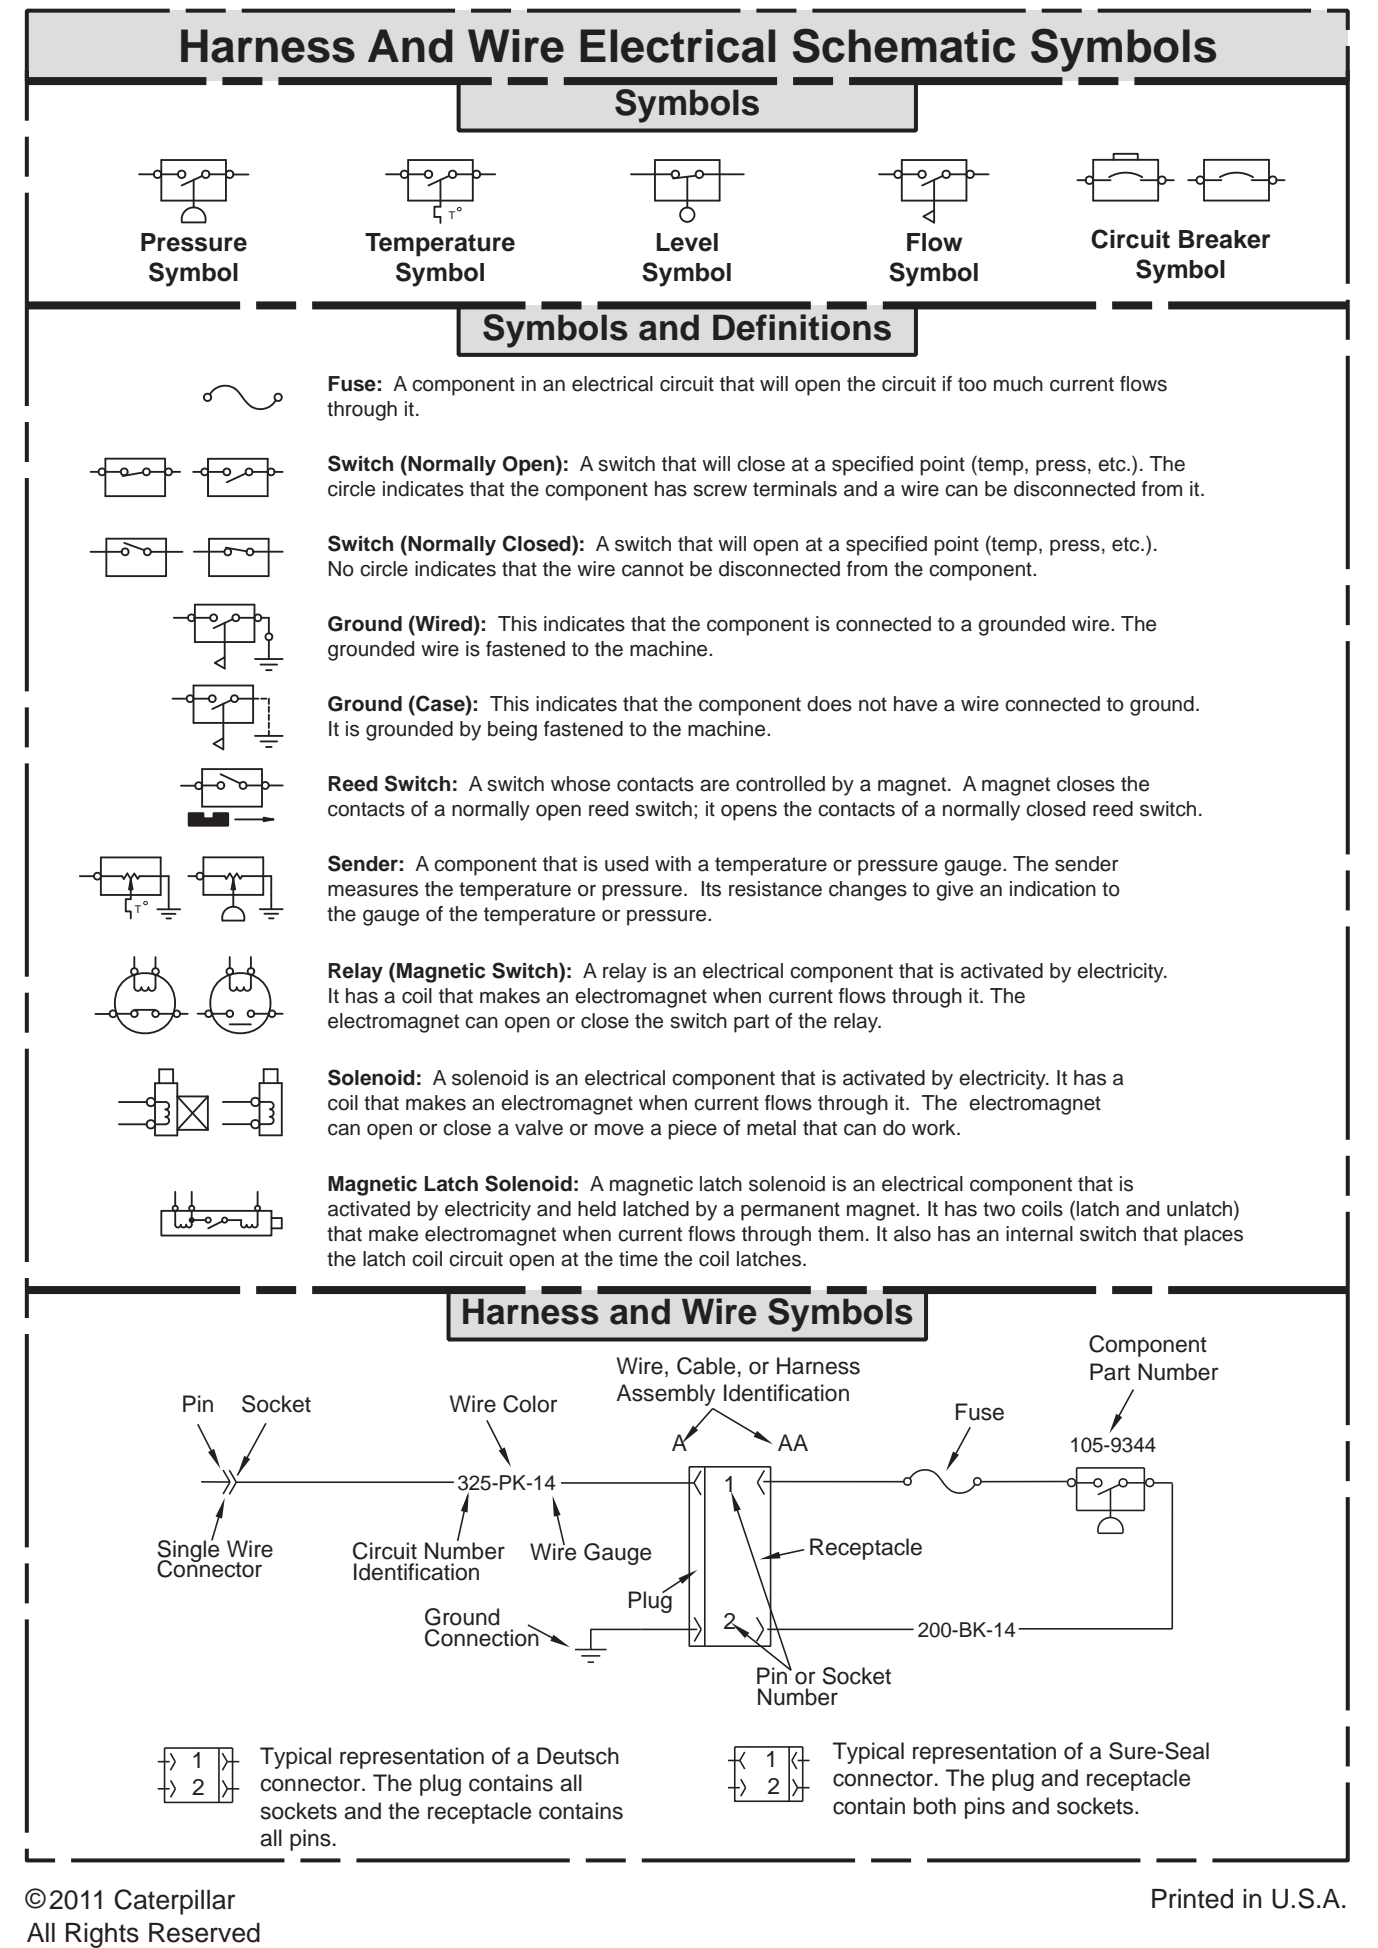 Harness And Wire Electrical Schematic Symbols
Symbols
Pressure
Symbol
T°
Temperature
Symbol
Level
Symbol
Flow
Symbol
Circuit Breaker
Symbol
Symbols and Definitions
Fuse: A component in an electrical circuit that will open the circuit if too much current flows
through it.
Switch (Normally Open): A switch that will close at a specified point (temp, press, etc.). The
circle indicates that the component has screw terminals and a wire can be disconnected from it.
Switch (Normally Closed): A switch that will open at a specified point (temp, press, etc.).
No circle indicates that the wire cannot be disconnected from the component.
Ground (Wired): This indicates that the component is connected to a grounded wire. The
grounded wire is fastened to the machine.
Ground (Case): This indicates that the component does not have a wire connected to ground.
It is grounded by being fastened to the machine.
Reed Switch: A switch whose contacts are controlled by a magnet. A magnet closes the
contacts of a normally open reed switch; it opens the contacts of a normally closed reed switch.
T°
Sender: A component that is used with a temperature or pressure gauge. The sender
measures the temperature or pressure. Its resistance changes to give an indication to
the gauge of the temperature or pressure.
Relay (Magnetic Switch): A relay is an electrical component that is activated by electricity.
It has a coil that makes an electromagnet when current flows through it. The
electromagnet can open or close the switch part of the relay.
Solenoid: A solenoid is an electrical component that is activated by electricity. It has a
coil that makes an electromagnet when current flows through it. The electromagnet
can open or close a valve or move a piece of metal that can do work.
Magnetic Latch Solenoid: A magnetic latch solenoid is an electrical component that is
activated by electricity and held latched by a permanent magnet. It has two coils (latch and unlatch)
that make electromagnet when current flows through them. It also has an internal switch that places
the latch coil circuit open at the time the coil latches.
Harness and Wire Symbols
Pin
Socket
Wire Color
Wire, Cable, or Harness
Assembly Identification
Fuse
Component
Part Number
A
AA
105-9344
325-PK-14
1
Single Wire
Connector
Circuit Number
Identification
Wire Gauge
Receptacle
Plug
Ground
Connection
2
200-BK-14
Pin or Socket
Number
1
2
Typical representation of a Deutsch
connector. The plug contains all
sockets and the receptacle contains
all pins.
1
2
Typical representation of a Sure-Seal
connector. The plug and receptacle
contain both pins and sockets.
©2011 Caterpillar
All Rights Reserved
Printed in U.S.A.